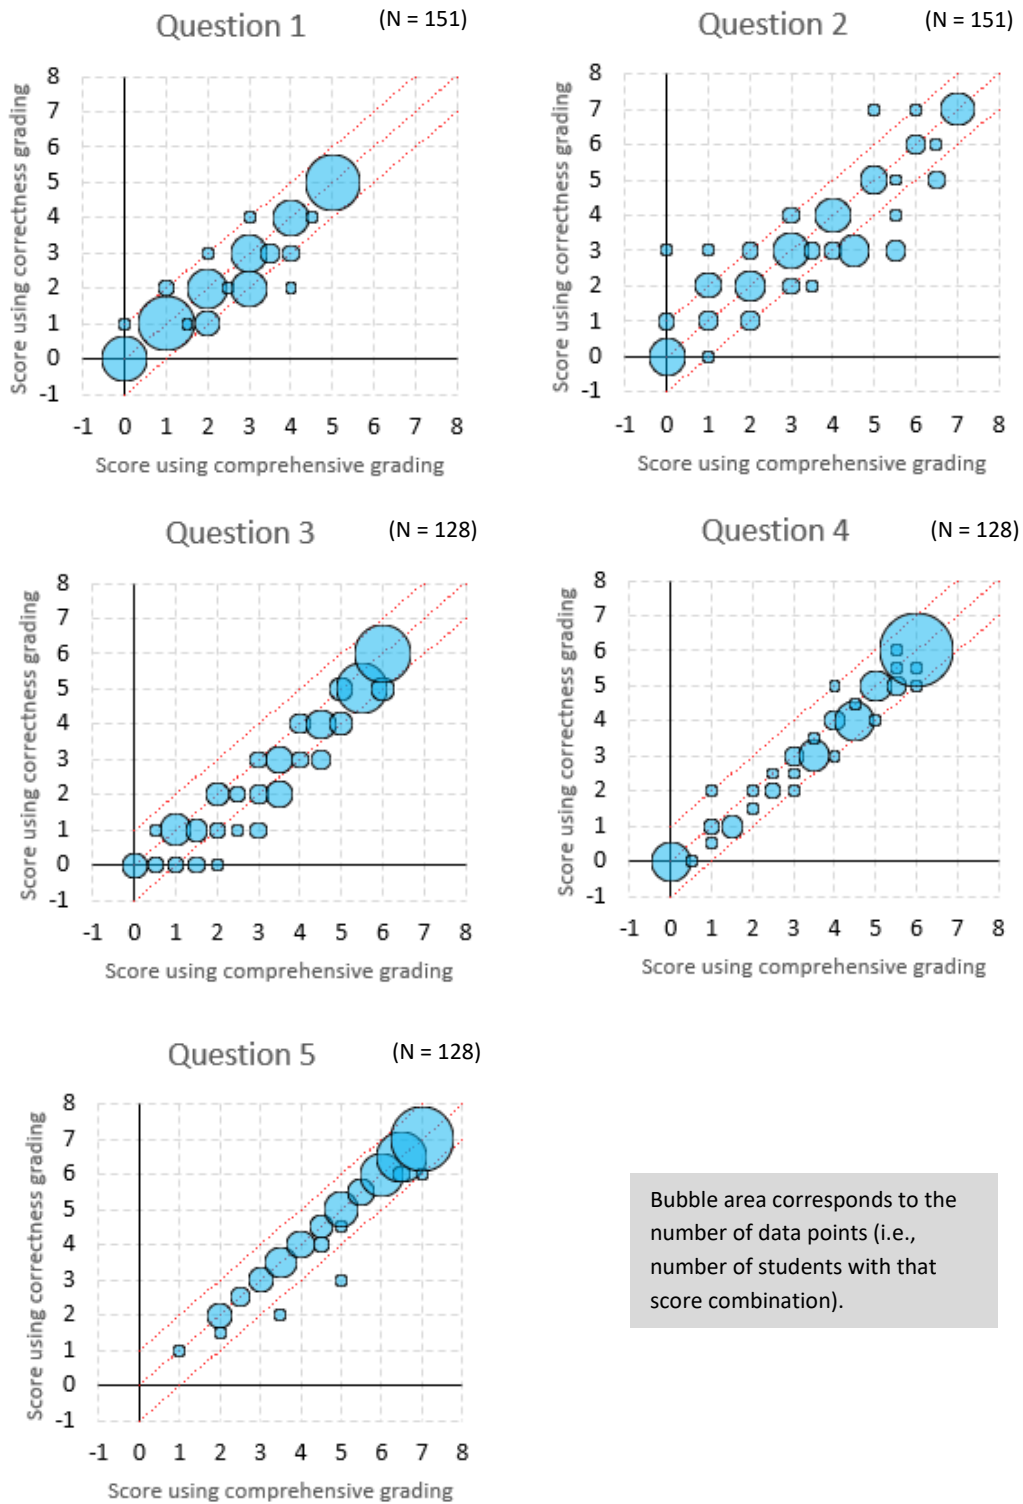 Question 1
(N = 151)
Score using correctness grading
8
7
6
5
4
3
2
1
0
-1
-1 0 1 2 3 4 5 6 7 8
Score using comprehensive grading
Question 2
(N = 151)
Score using correctness grading
8
7
6
5
4
3
2
1
0
-1
-1 0 1 2 3 4 5 6 7 8
Score using comprehensive grading
Question 3
(N = 128)
Score using correctness grading
8
7
6
5
4
3
2
1
0
-1
-1 0 1 2 3 4 5 6 7 8
Score using comprehensive grading
Question 4
(N = 128)
Score using correctness grading
8
7
6
5
4
3
2
1
0
-1
-1 0 1 2 3 4 5 6 7 8
Score using comprehensive grading
Question 5
(N = 128)
Score using correctness grading
8
7
6
5
4
3
2
1
0
-1
-1 0 1 2 3 4 5 6 7 8
Score using comprehensive grading
Bubble area corresponds to the
number of data points (i.e.,
number of students with that
score combination).